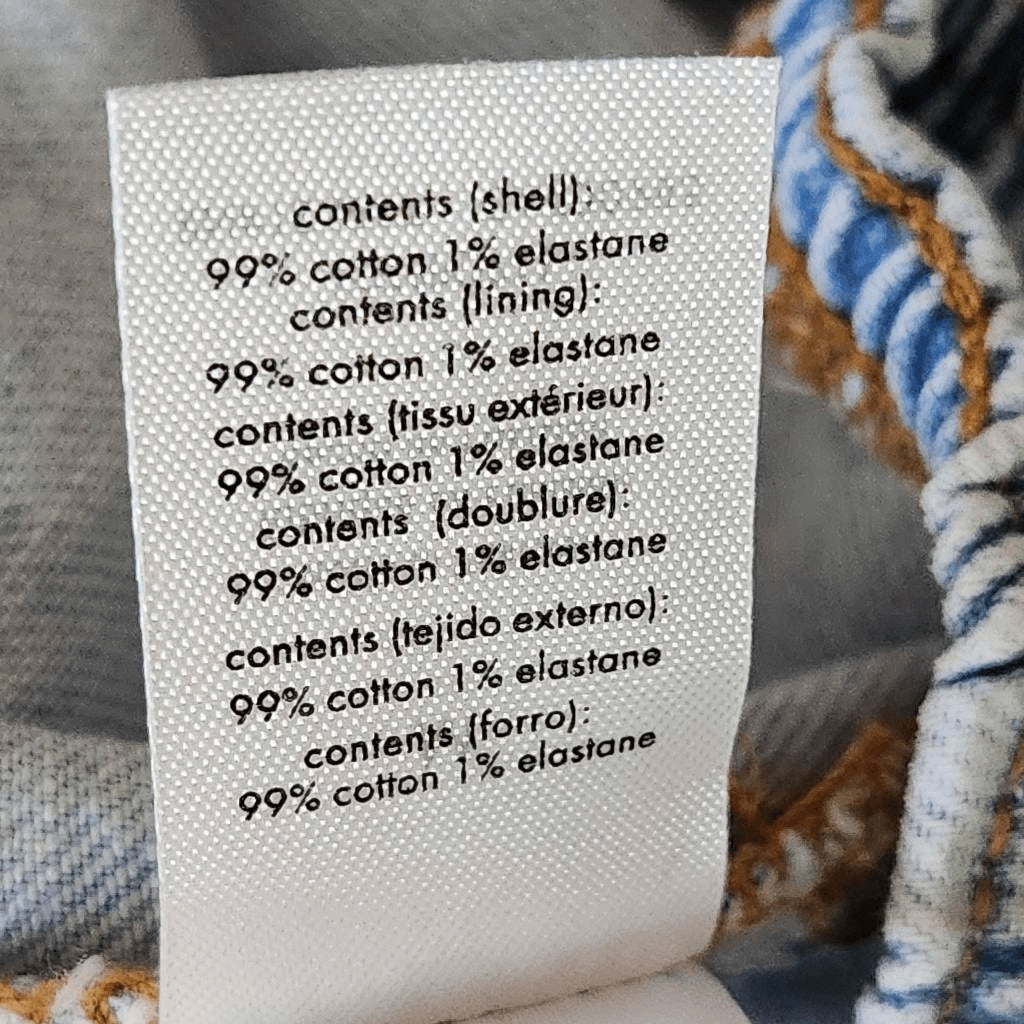 contents (shell):
99% cotton 1% elastane
contents (lining):
99% cotton 1% elastane
contents (tissu extérieur):
99% cotton 1% elastane
contents (doublure):
99% cotton 1% elastane
contents (tejido externo):
99% cotton 1% elastane
contents (forro):
99% cotton 1% elastane